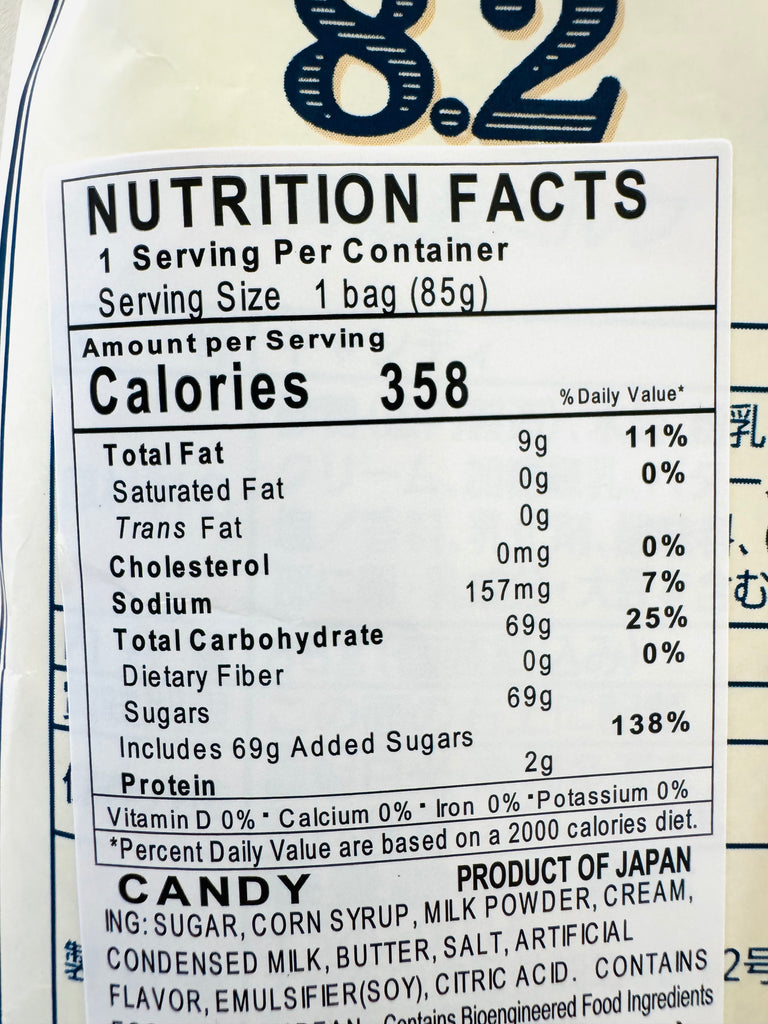 8.2
NUTRITION FACTS
1 Serving Per Container
Serving Size 1 bag (85g)
Amount per Serving
Calories 358
% Daily Value*
Total Fat 9g 11%
Saturated Fat 0g 0%
Trans Fat 0g
Cholesterol 0mg 0%
Sodium 157mg 7%
Total Carbohydrate 69g 25%
Dietary Fiber 0g 0%
Sugars 69g
Includes 69g Added Sugars 138%
Protein 2g
Vitamin D 0% · Calcium 0% · Iron 0% · Potassium 0%
*Percent Daily Value are based on a 2000 calories diet.
CANDY PRODUCT OF JAPAN
ING: SUGAR, CORN SYRUP, MILK POWDER, CREAM,
CONDENSED MILK, BUTTER, SALT, ARTIFICIAL
FLAVOR, EMULSIFIER(SOY), CITRIC ACID. CONTAINS
Contains Bioengineered Food Ingredients
乳
む
2号